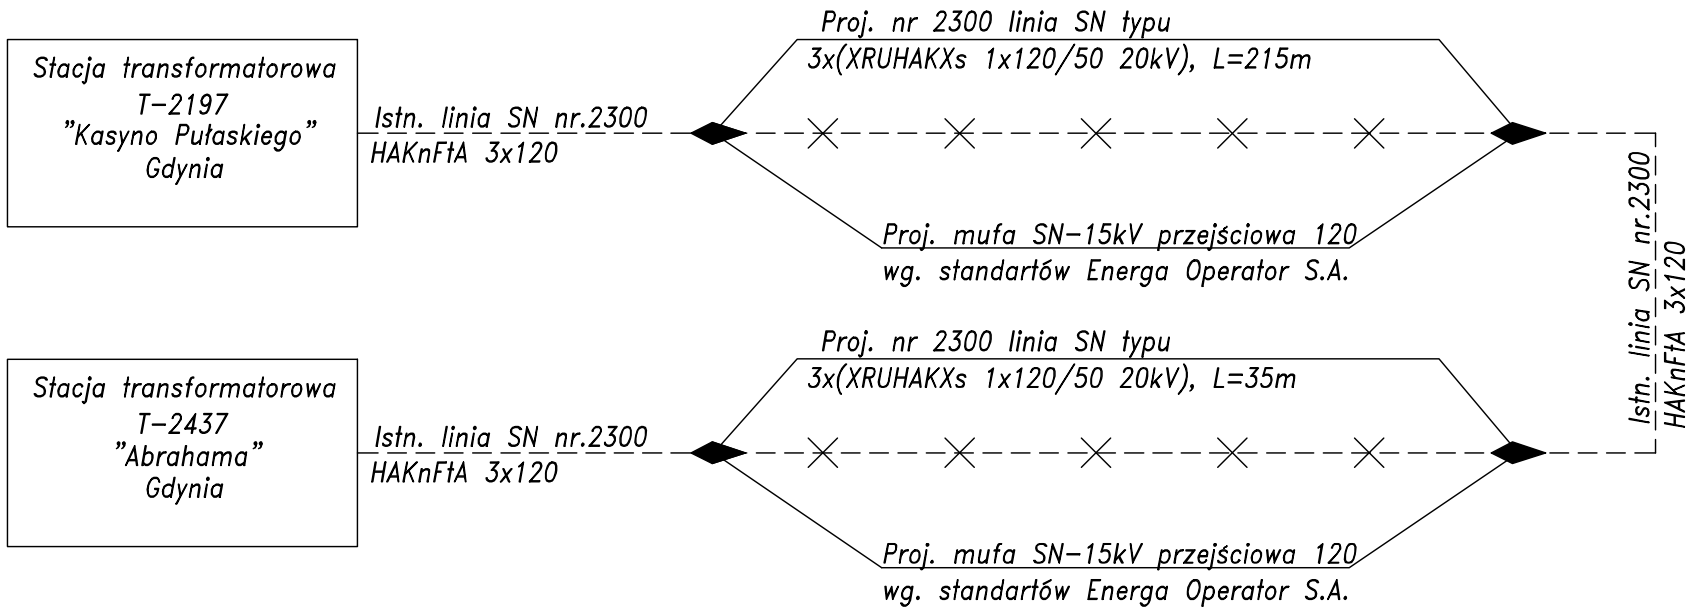 Stacja transformatorowa
T-2197
"Kasyno Pułaskiego"
Gdynia
Istn. linia SN nr.2300
HAKnFtA 3x120
Proj. nr 2300 linia SN typu
3x(XRUHAKXs 1x120/50 20kV), L=215m
Proj. mufa SN-15kV przejściowa 120
wg. standartów Energa Operator S.A.
Istn. linia SN nr.2300
HAKnFtA 3x120
Stacja transformatorowa
T-2437
"Abrahama"
Gdynia
Istn. linia SN nr.2300
HAKnFtA 3x120
Proj. nr 2300 linia SN typu
3x(XRUHAKXs 1x120/50 20kV), L=35m
Proj. mufa SN-15kV przejściowa 120
wg. standartów Energa Operator S.A.